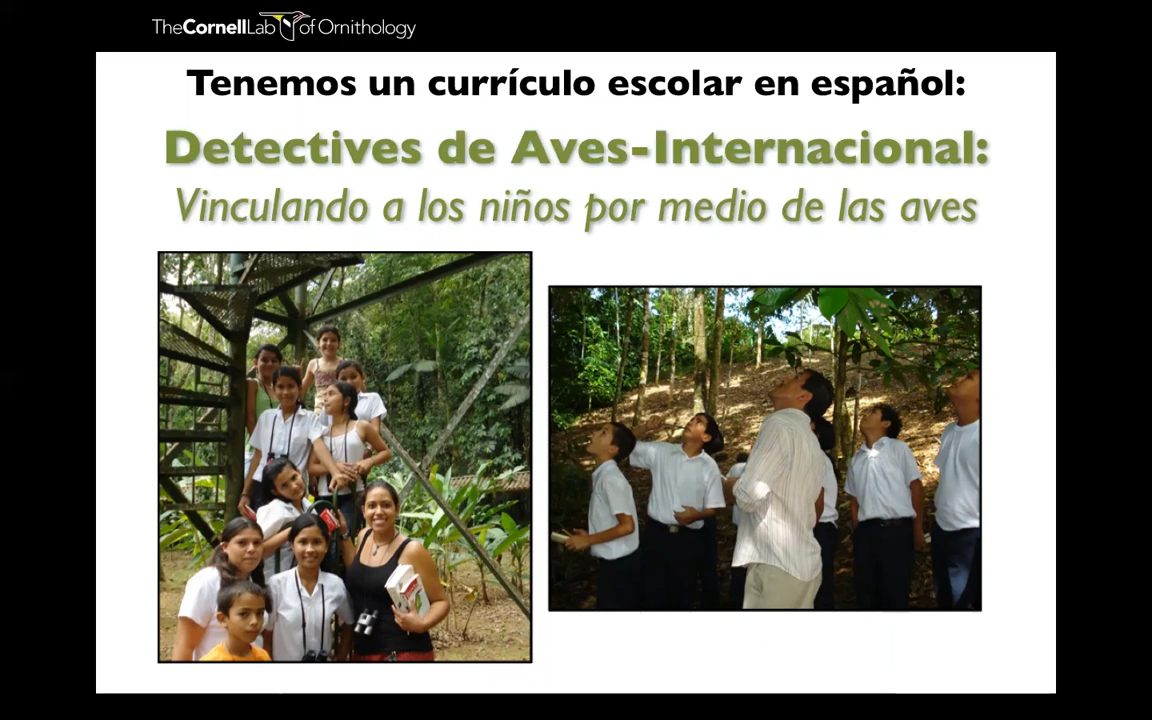 TheCornellLab of Ornithology
Tenemos un currículo escolar en español:
Detectives de Aves-Internacional:
Vinculando a los niños por medio de las aves